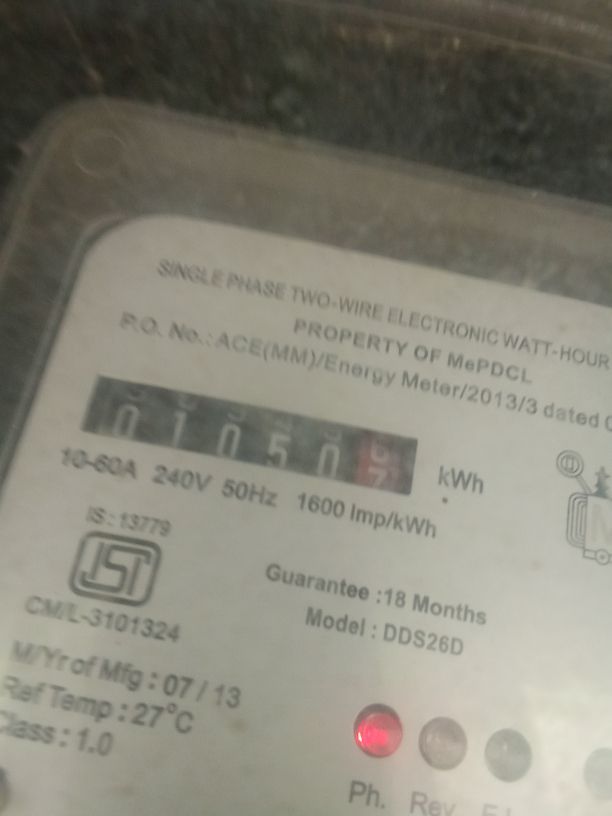 SINGLE PHASE TWO-WIRE ELECTRONIC WATT-HOUR
PROPERTY OF MePDCL
P.O. No.: ACE(MM)/Energy Meter/2013/3 dated
0 1 0 5 0 7 kWh
10-60A 240V 50Hz 1600 Imp/kWh
IS : 13779
ISI
CM/L-3101324
Guarantee :18 Months
Model : DDS26D
M/Yr of Mfg : 07 / 13
Ref Temp : 27°C
Class : 1.0
Ph. Rev